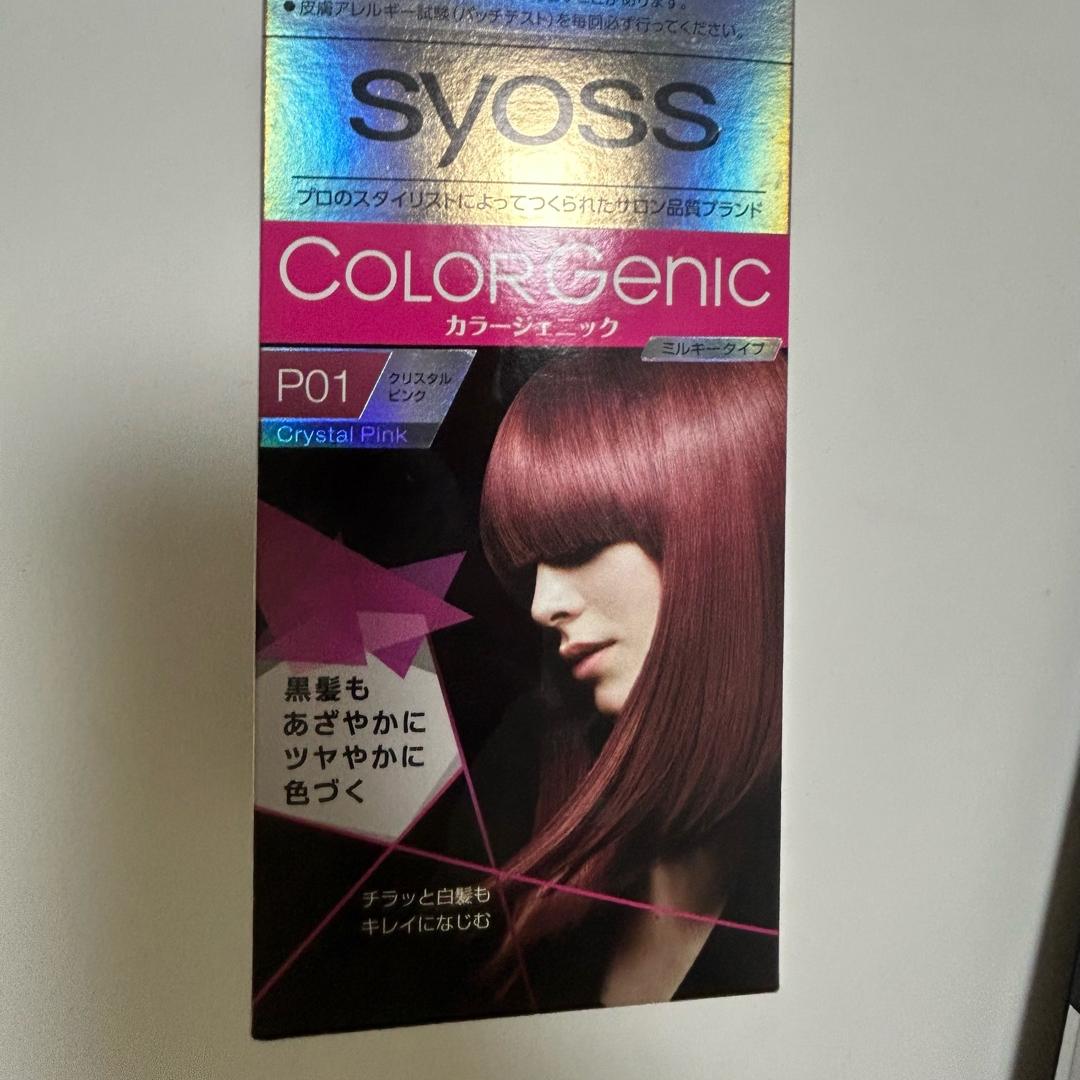 ●皮膚アレルギー試験(パッチテスト)を毎回必ず行ってください。
syoss
プロのスタイリストによってつくられたサロン品質ブランド
COLORGenic
カラージェニック
ミルキータイプ
P01
クリスタル
ピンク
Crystal Pink
黒髪も
あざやかに
ツヤやかに
色づく
チラッと白髪も
キレイになじむ